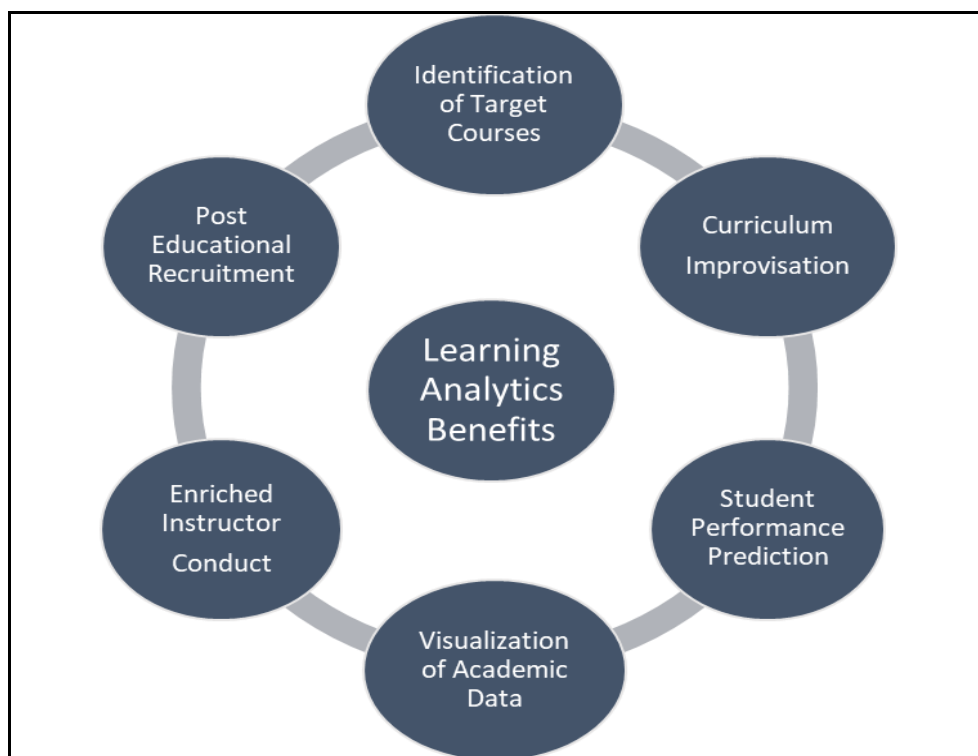 Identification
of Target
Courses
Curriculum
Improvisation
Student
Performance
Prediction
Visualization
of Academic
Data
Enriched
Instructor
Conduct
Post
Educational
Recruitment
Learning
Analytics
Benefits